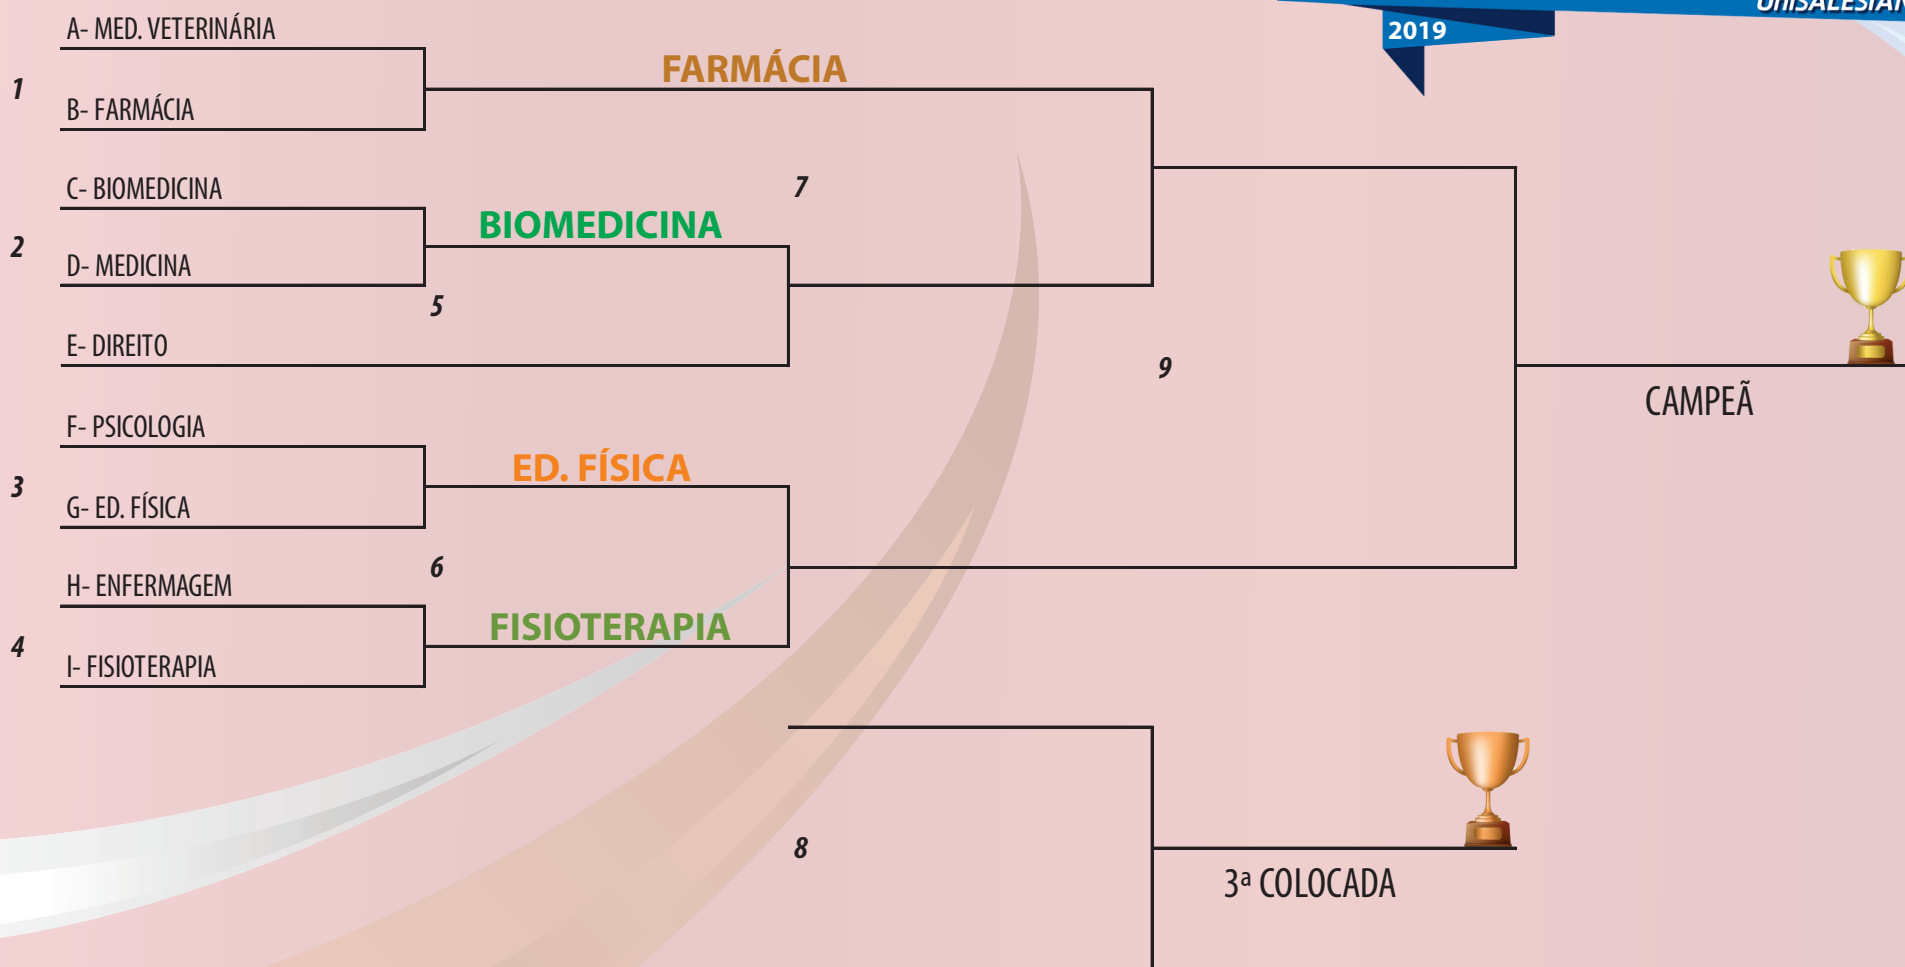 UniSALESIAN
2019
A- MED. VETERINÁRIA
1
FARMÁCIA
B- FARMÁCIA
C- BIOMEDICINA
7
2
BIOMEDICINA
D- MEDICINA
5
E- DIREITO
9
CAMPEÃ
F- PSICOLOGIA
3
ED. FÍSICA
G- ED. FÍSICA
6
H- ENFERMAGEM
4
FISIOTERAPIA
I- FISIOTERAPIA
8
3ª COLOCADA